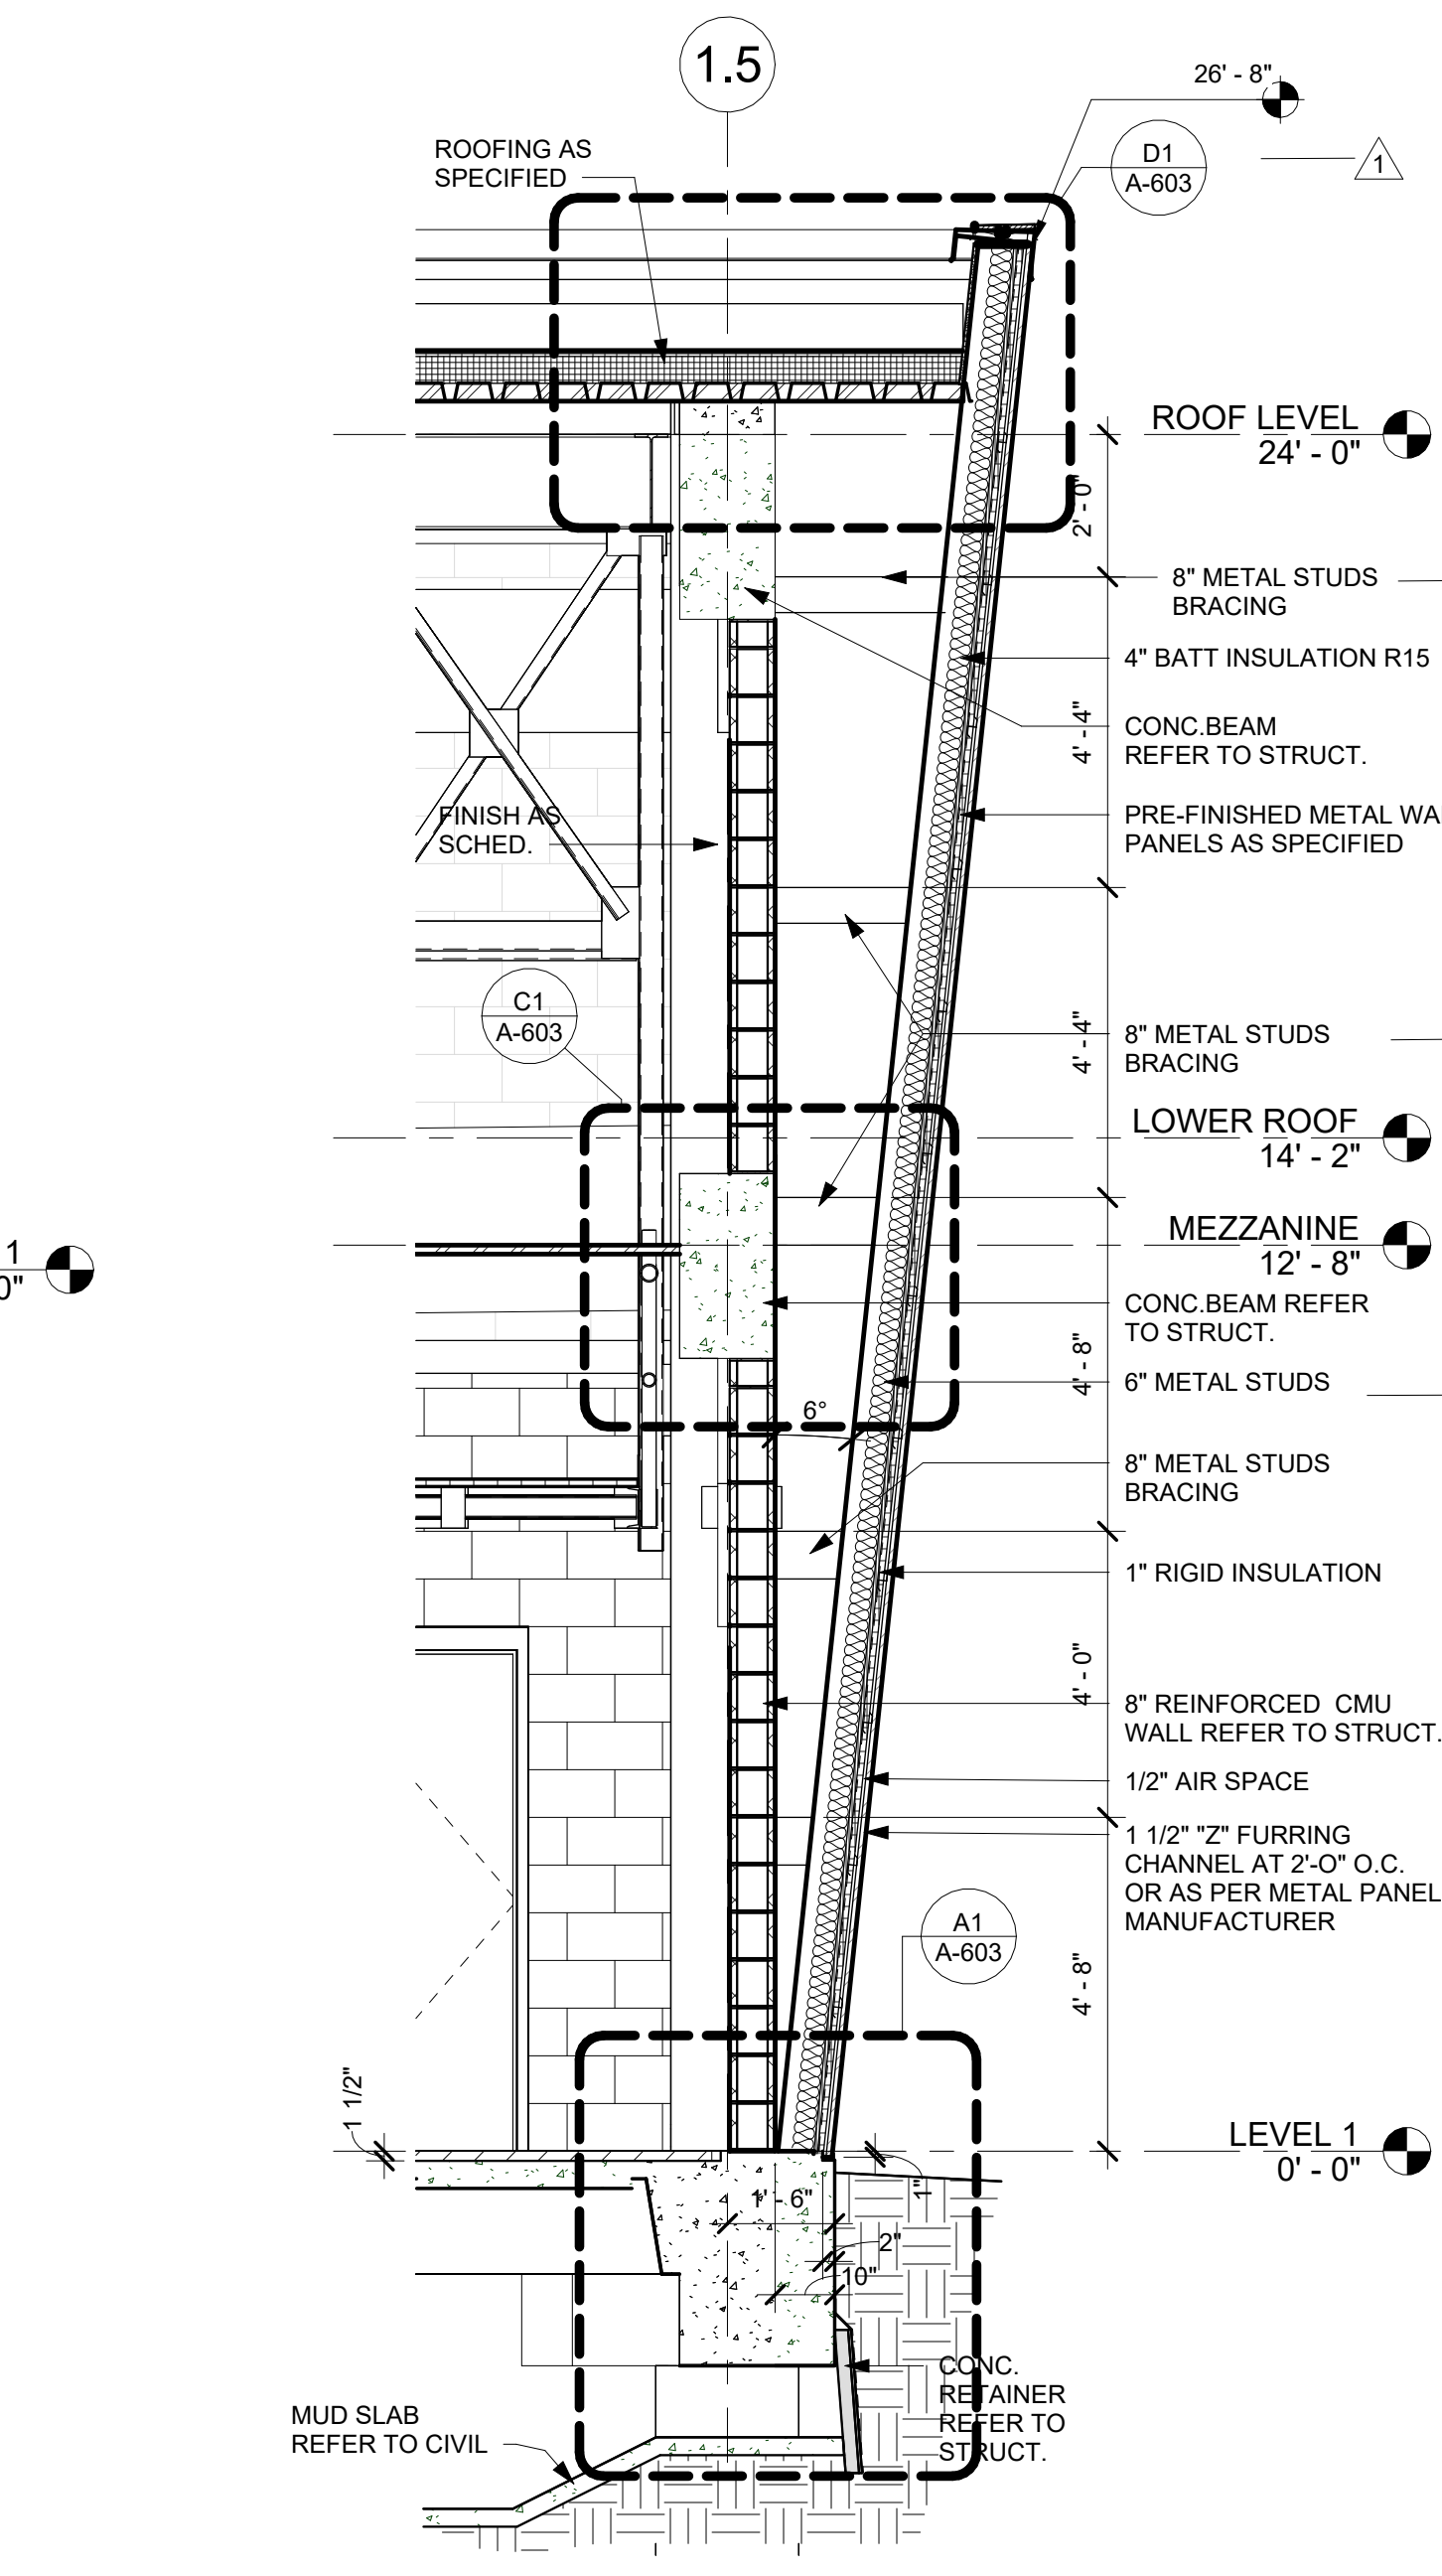 1.5
26' - 8"
ROOFING AS
SPECIFIED
D1
A-603
1
ROOF LEVEL
24' - 0"
2' - 0"
8" METAL STUDS
BRACING
4" BATT INSULATION R15
4' - 4"
CONC.BEAM
REFER TO STRUCT.
FINISH AS
SCHED.
PRE-FINISHED METAL WA
PANELS AS SPECIFIED
C1
A-603
4' - 4"
8" METAL STUDS
BRACING
LOWER ROOF
14' - 2"
MEZZANINE
12' - 8"
1
0"
CONC.BEAM REFER
TO STRUCT.
4' - 8"
6" METAL STUDS
6°
8" METAL STUDS
BRACING
1" RIGID INSULATION
4' - 0"
8" REINFORCED CMU
WALL REFER TO STRUCT.
1/2" AIR SPACE
1 1/2" "Z" FURRING
CHANNEL AT 2'-O" O.C.
OR AS PER METAL PANEL
MANUFACTURER
A1
A-603
4' - 8"
1 1/2"
LEVEL 1
0' - 0"
1"
1' - 6"
2"
10"
CONC.
RETAINER
REFER TO
STRUCT.
MUD SLAB
REFER TO CIVIL